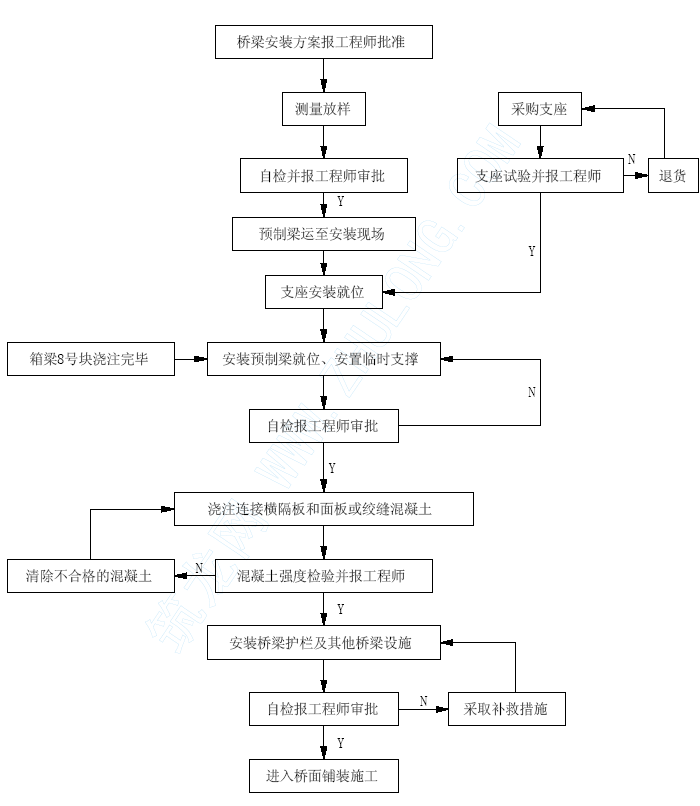 桥梁安装方案报工程师批准
测量放样
采购支座
自检并报工程师审批
支座试验并报工程师
N
退货
Y
预制梁运至安装现场
Y
支座安装就位
箱梁8号块浇注完毕
安装预制梁就位、安置临时支撑
N
自检报工程师审批
Y
浇注连接横隔板和面板或绞缝混凝土
清除不合格的混凝土
N
混凝土强度检验并报工程师
Y
安装桥梁护栏及其他桥梁设施
自检报工程师审批
N
采取补救措施
Y
进入桥面铺装施工
筑龙网 WWW.ZHULONG.COM